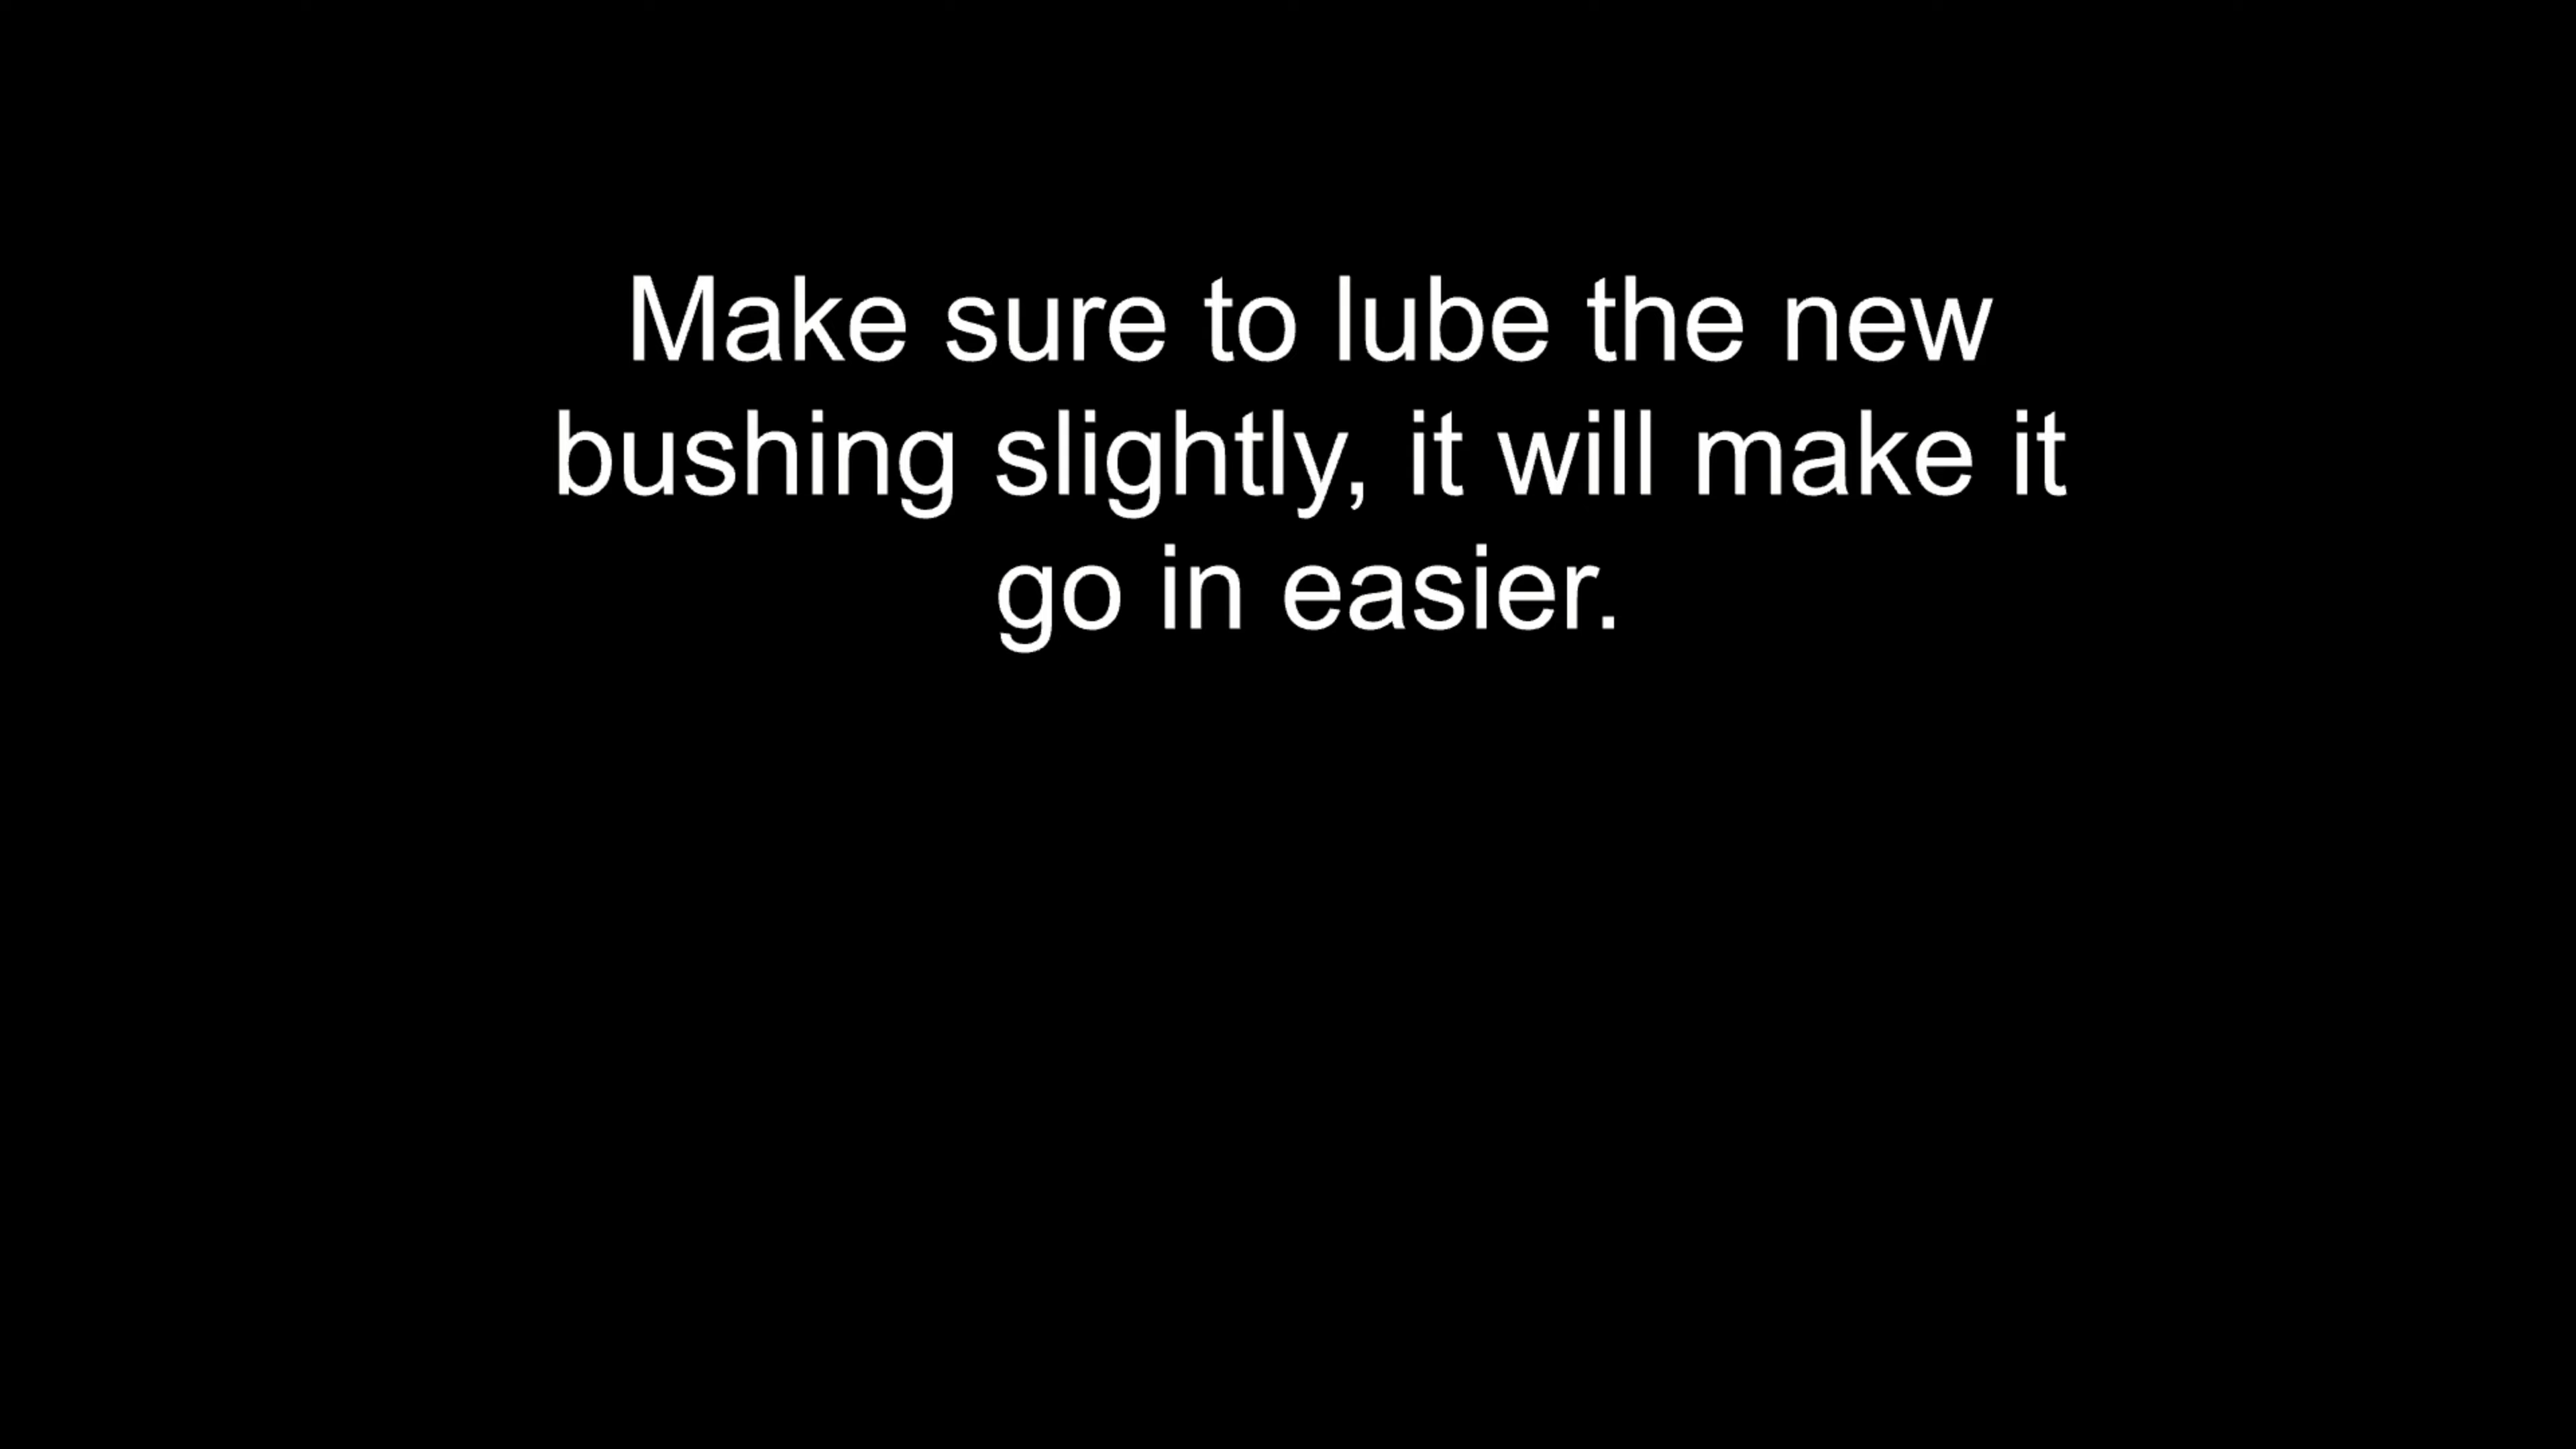 Make sure to lube the new
bushing slightly, it will make it
go in easier.